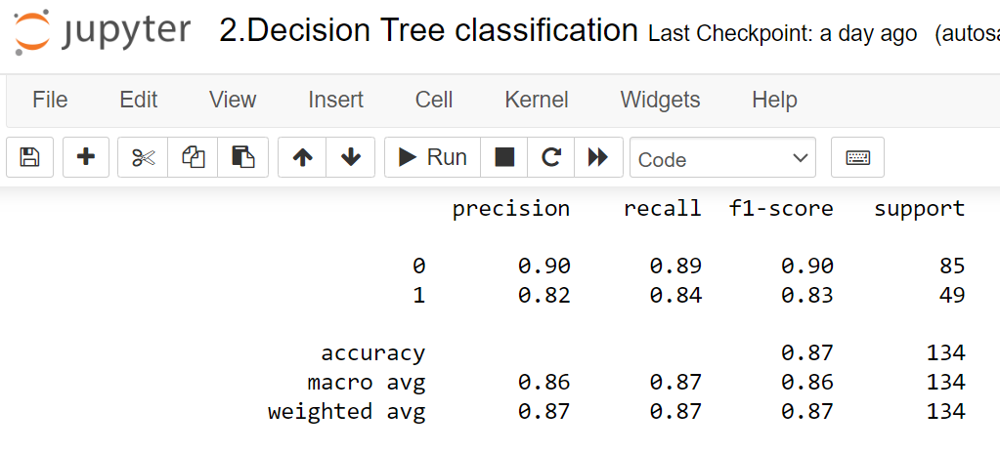 jupyter 2.Decision Tree classification Last Checkpoint: a day ago (autosa
File Edit View Insert Cell Kernel Widgets Help
Run Code
precision recall f1-score support
0 0.90 0.89 0.90 85
1 0.82 0.84 0.83 49
accuracy 0.87 134
macro avg 0.86 0.87 0.86 134
weighted avg 0.87 0.87 0.87 134